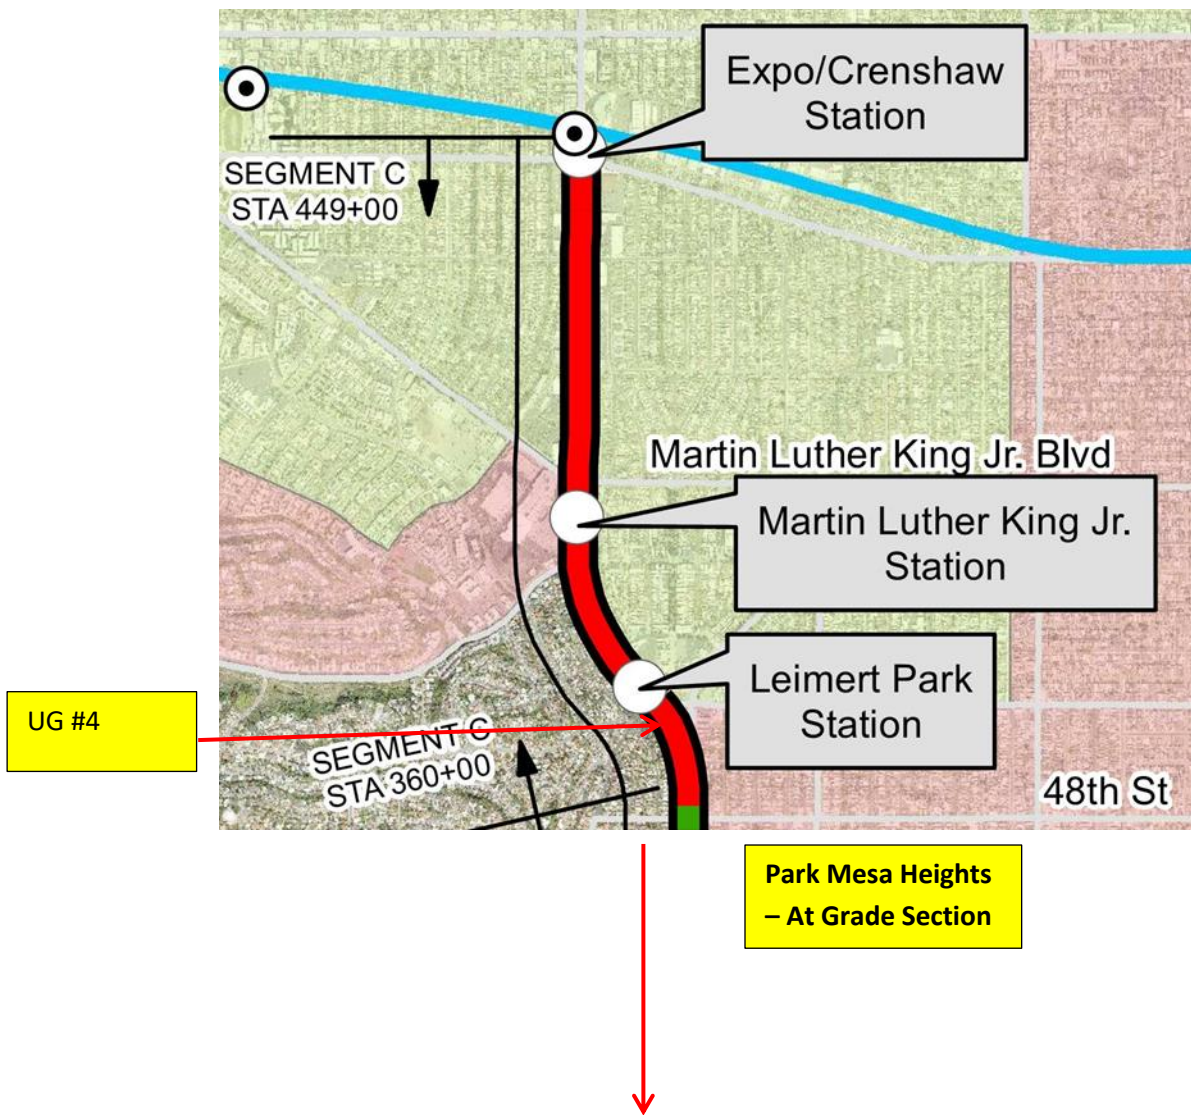 Expo/Crenshaw
Station
SEGMENT C
STA 449+00
Martin Luther King Jr. Blvd
Martin Luther King Jr.
Station
Leimert Park
Station
UG #4
SEGMENT C
STA 360+00
48th St
Park Mesa Heights
– At Grade Section